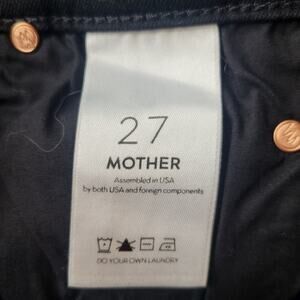 27
MOTHER
Assembled in USA
by both USA and foreign components
DO YOUR OWN LAUNDRY